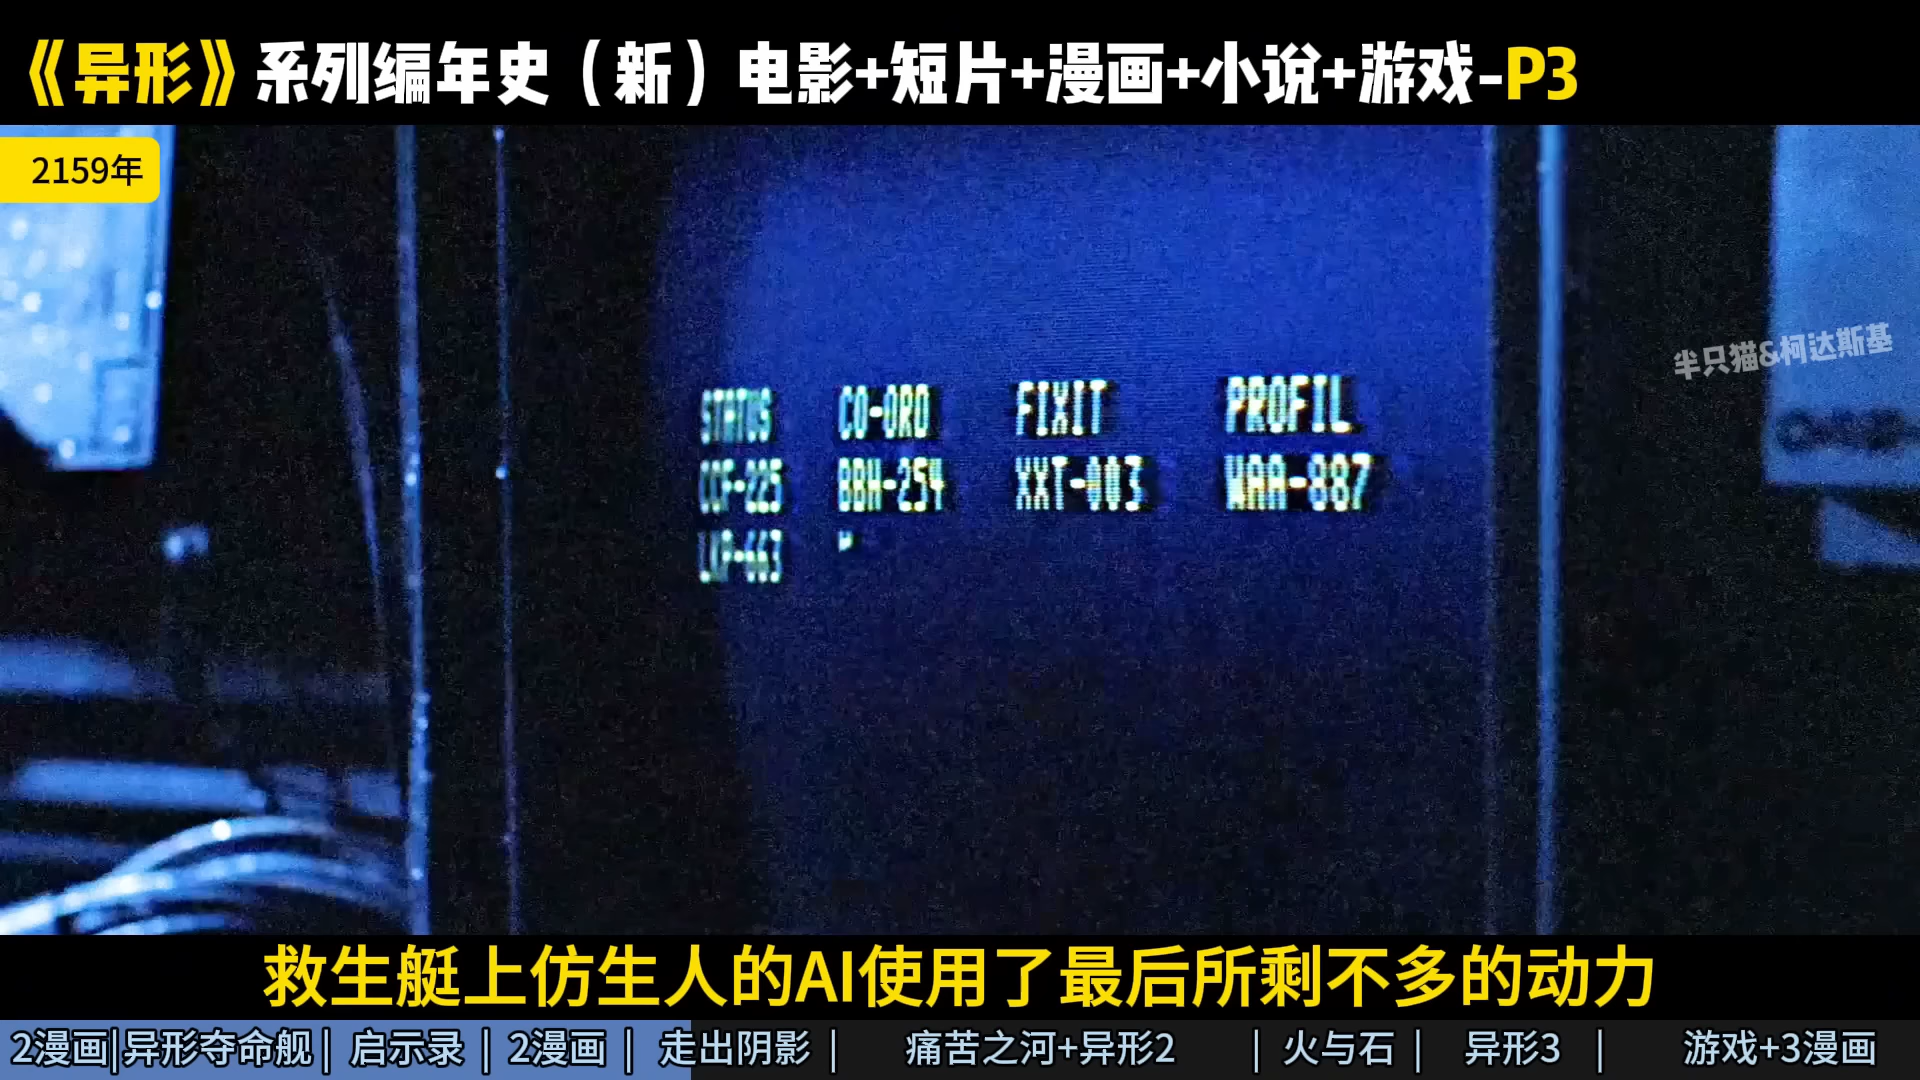 《异形》系列编年史（新）电影+短片+漫画+小说+游戏-P3
2159年
半只猫&柯达斯基
STATUS CO-ORD FIXIT PROFIL
CCF-225 BBH-254 XXT-003 WAA-887
救生艇上仿生人的AI使用了最后所剩不多的动力
2漫画|异形夺命舰| 启示录 | 2漫画 | 走出阴影 | 痛苦之河+异形2 | 火与石 | 异形3 | 游戏+3漫画